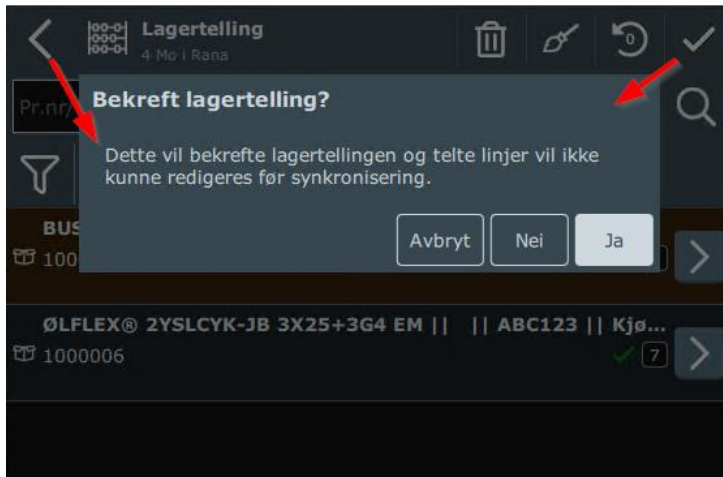 Lagertelling
4 Mo i Rana
0
Pr.nr/
Bekreft lagertelling?
Dette vil bekrefte lagertellingen og telte linjer vil ikke
kunne redigeres før synkronisering.
Avbryt Nei Ja
BUS
100
ØLFLEX® 2YSLCYK-JB 3X25+3G4 EM || || ABC123 || Kjø...
1000006 7